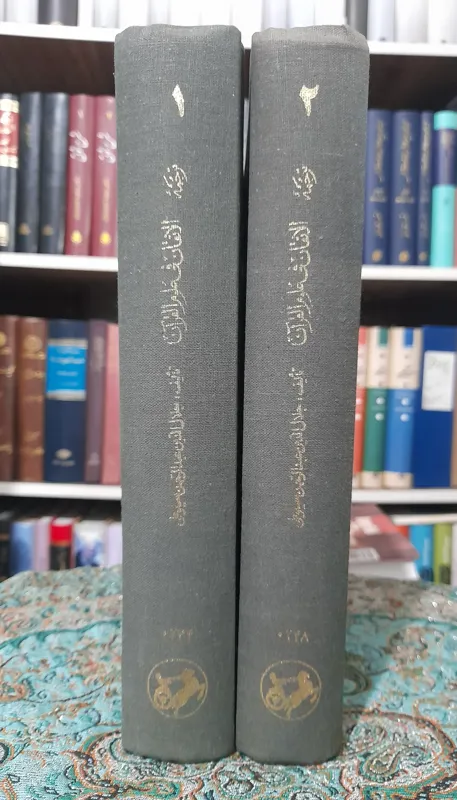 ۱
ترجمهٔ
الاتقان فی علوم القرآن
تألیف: جلال‌الدین عبدالرحمن سیوطی
۲
ترجمهٔ
الاتقان فی علوم القرآن
تألیف: جلال‌الدین عبدالرحمن سیوطی